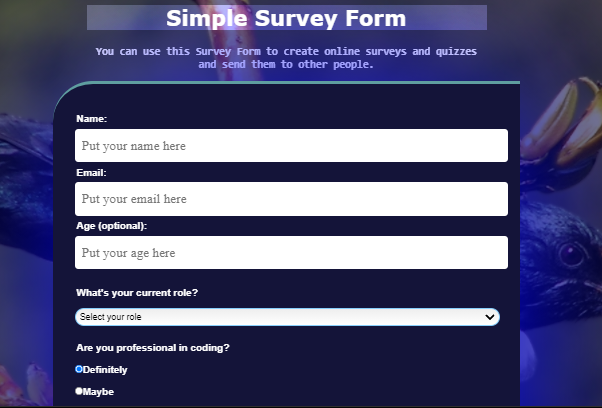 Simple Survey Form
You can use this Survey Form to create online surveys and quizzes
and send them to other people.
Name:
Put your name here
Email:
Put your email here
Age (optional):
Put your age here
What's your current role?
Select your role
Are you professional in coding?
Definitely
Maybe